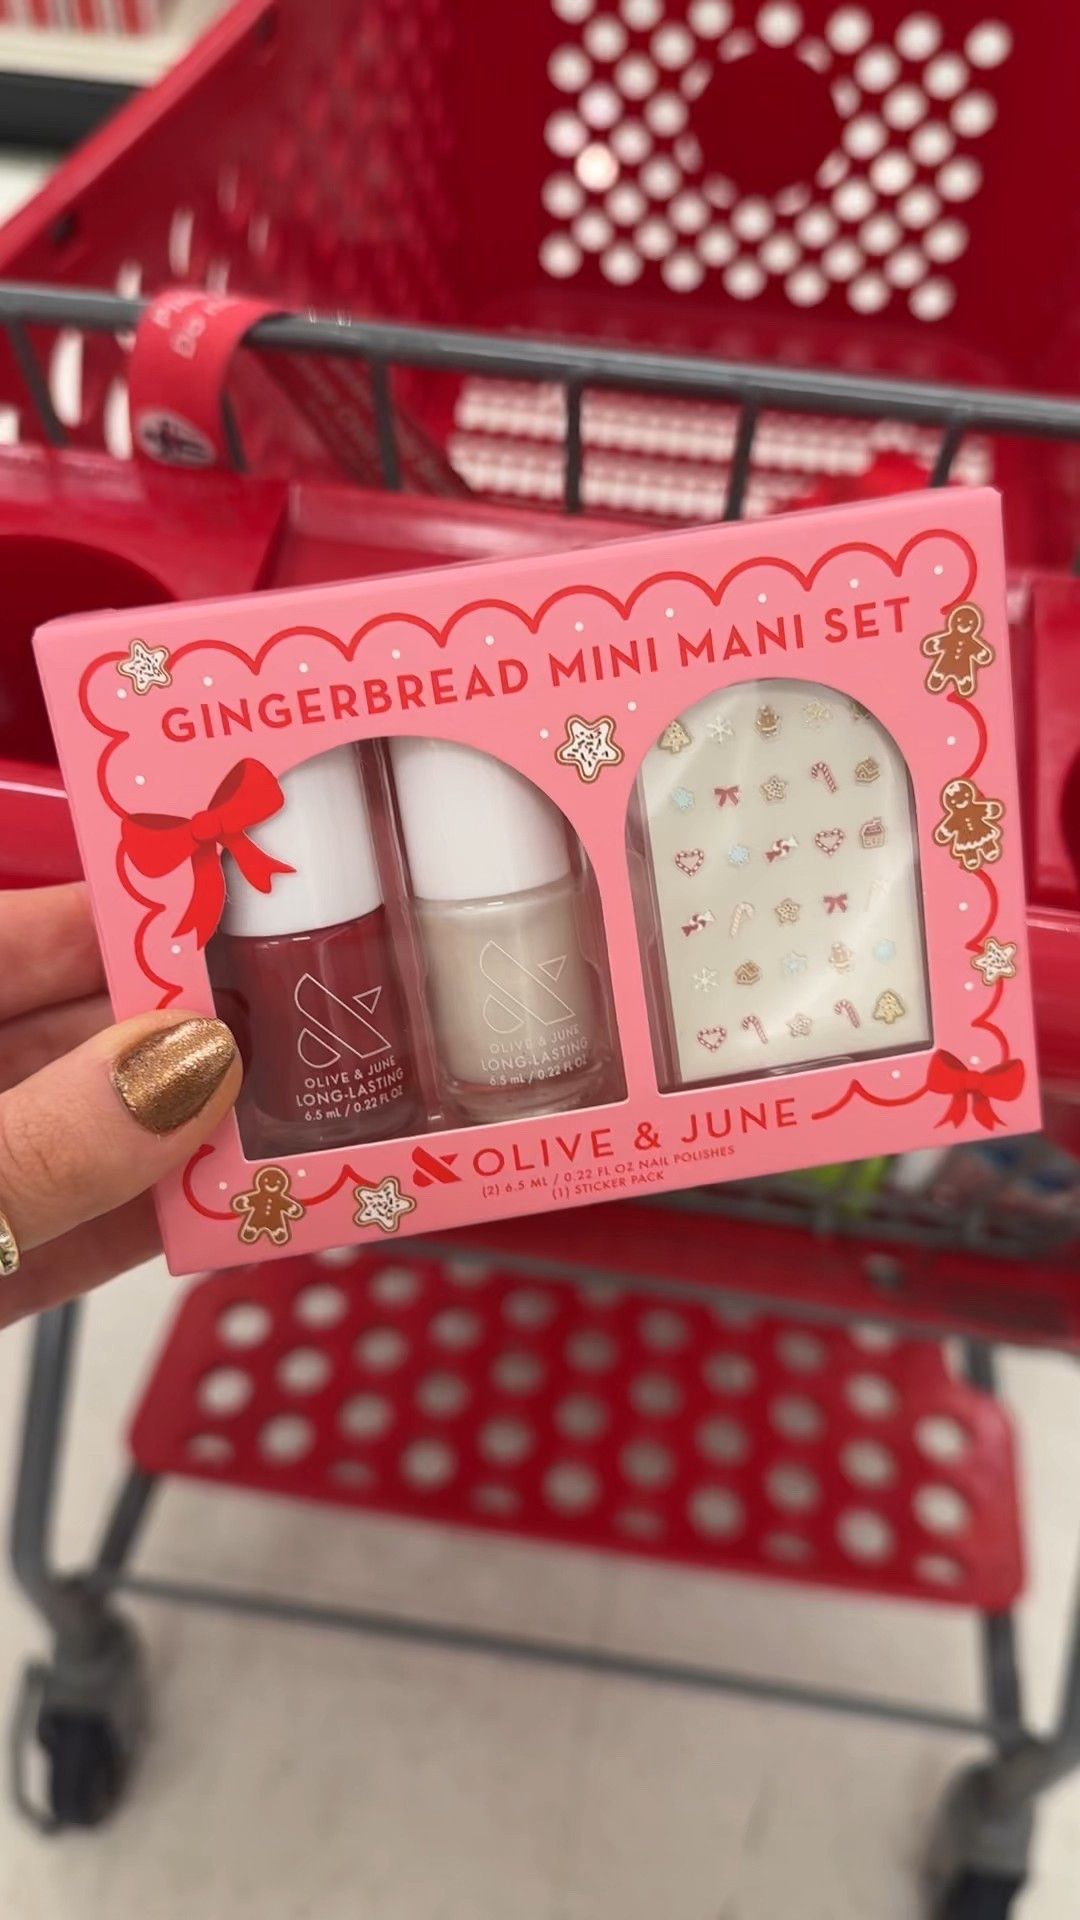 GINGERBREAD MINI MANI SET
OLIVE & JUNE
LONG-LASTING
6.5 mL / 0.22 FL OZ
OLIVE & JUNE
LONG-LASTING
6.5 mL / 0.22 FL OZ
OLIVE & JUNE
(2) 6.5 ML / 0.22 FL OZ NAIL POLISHES
(1) STICKER PACK